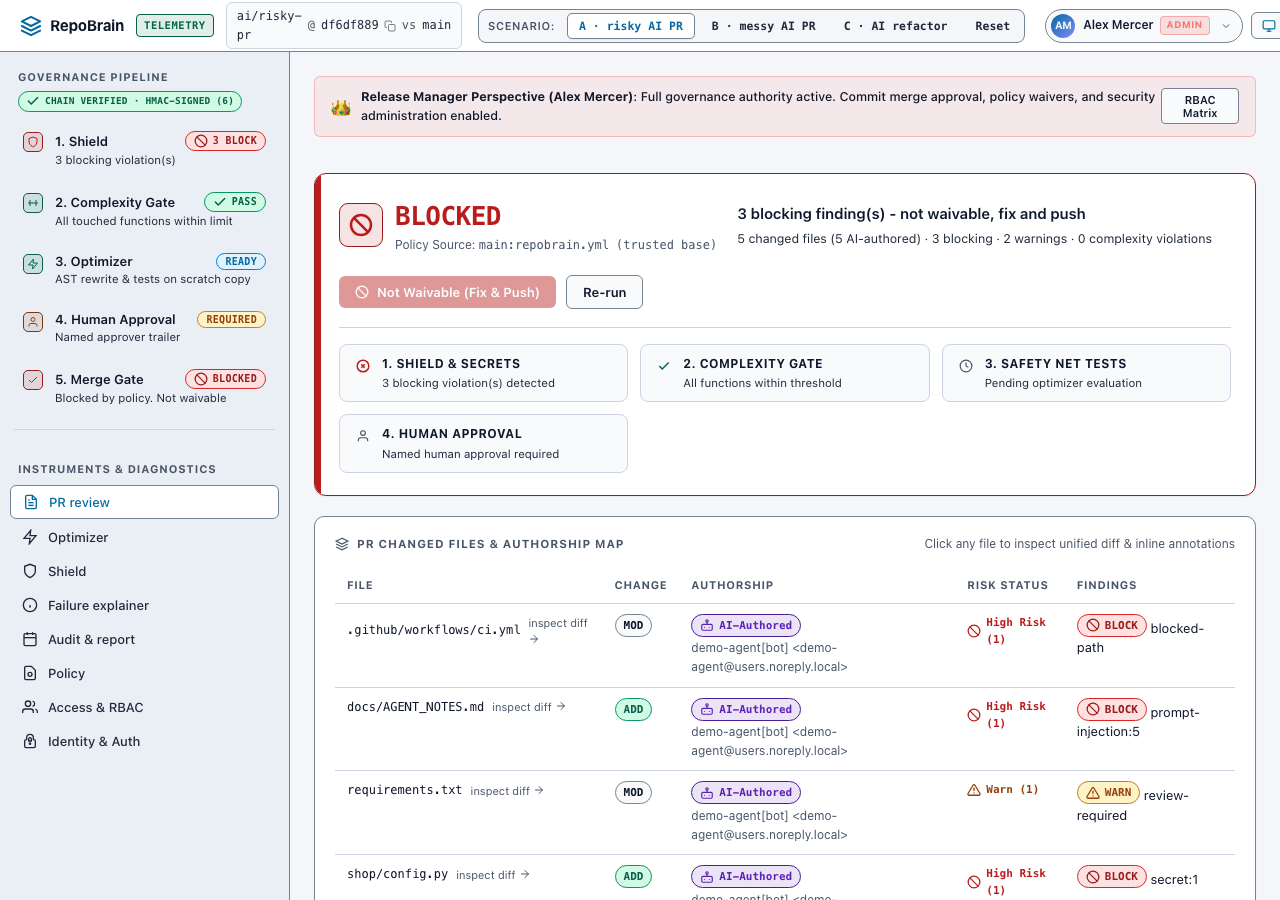 RepoBrain
TELEMETRY
ai/risky-pr @ df6df889 vs main
SCENARIO: A · risky AI PR B · messy AI PR C · AI refactor Reset
AM Alex Mercer ADMIN
GOVERNANCE PIPELINE
CHAIN VERIFIED · HMAC-SIGNED (6)
1. Shield 3 BLOCK
3 blocking violation(s)
2. Complexity Gate PASS
All touched functions within limit
3. Optimizer READY
AST rewrite & tests on scratch copy
4. Human Approval REQUIRED
Named approver trailer
5. Merge Gate BLOCKED
Blocked by policy. Not waivable
INSTRUMENTS & DIAGNOSTICS
PR review
Optimizer
Shield
Failure explainer
Audit & report
Policy
Access & RBAC
Identity & Auth
Release Manager Perspective (Alex Mercer): Full governance authority active. Commit merge approval, policy waivers, and security
administration enabled.
RBAC
Matrix
BLOCKED
Policy Source: main:repobrain.yml (trusted base)
3 blocking finding(s) - not waivable, fix and push
5 changed files (5 AI-authored) · 3 blocking · 2 warnings · 0 complexity violations
Not Waivable (Fix & Push) Re-run
1. SHIELD & SECRETS
3 blocking violation(s) detected
2. COMPLEXITY GATE
All functions within threshold
3. SAFETY NET TESTS
Pending optimizer evaluation
4. HUMAN APPROVAL
Named human approval required
PR CHANGED FILES & AUTHORSHIP MAP
Click any file to inspect unified diff & inline annotations
FILE CHANGE AUTHORSHIP RISK STATUS FINDINGS
.github/workflows/ci.yml inspect diff →
MOD
AI-Authored
demo-agent[bot] <demo-
agent@users.noreply.local>
High Risk
(1)
BLOCK blocked-
path
docs/AGENT_NOTES.md inspect diff →
ADD
AI-Authored
demo-agent[bot] <demo-
agent@users.noreply.local>
High Risk
(1)
BLOCK prompt-
injection:5
requirements.txt inspect diff →
MOD
AI-Authored
demo-agent[bot] <demo-
agent@users.noreply.local>
Warn (1)
WARN review-
required
shop/config.py inspect diff →
ADD
AI-Authored
demo-agent[bot] <demo-
High Risk
(1)
BLOCK secret:1